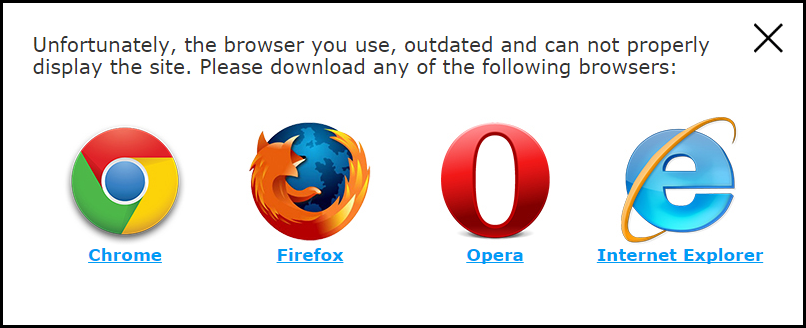 Unfortunately, the browser you use, outdated and can not properly
display the site. Please download any of the following browsers:
Chrome
Firefox
Opera
Internet Explorer